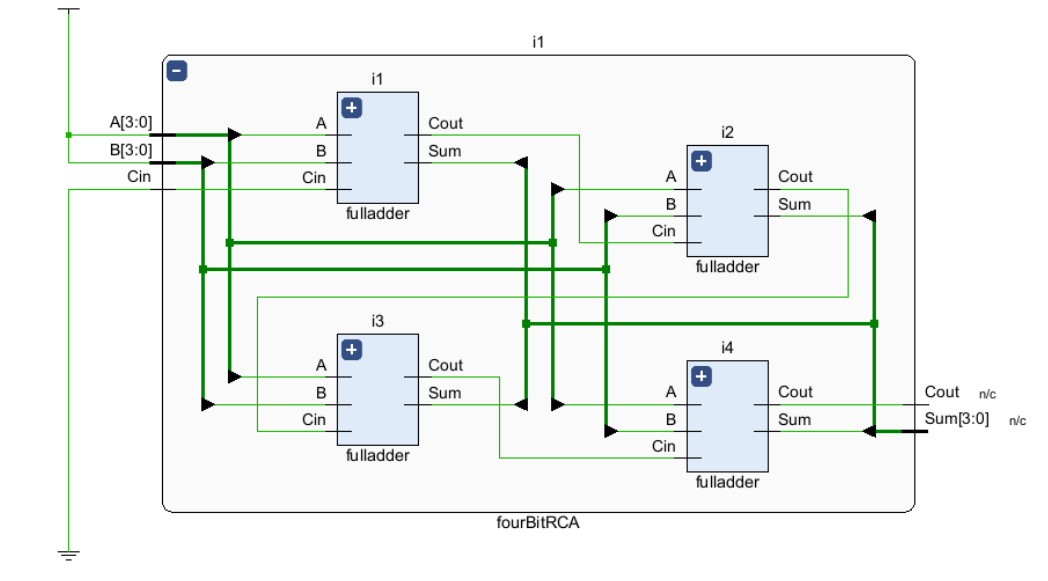 i1
i1
A[3:0]
A
Cout
B[3:0]
B
Sum
Cin
Cin
fulladder
i2
A
Cout
B
Sum
Cin
fulladder
i3
A
Cout
B
Sum
Cin
fulladder
i4
A
Cout
B
Sum
Cin
fulladder
Cout n/c
Sum[3:0] n/c
fourBitRCA